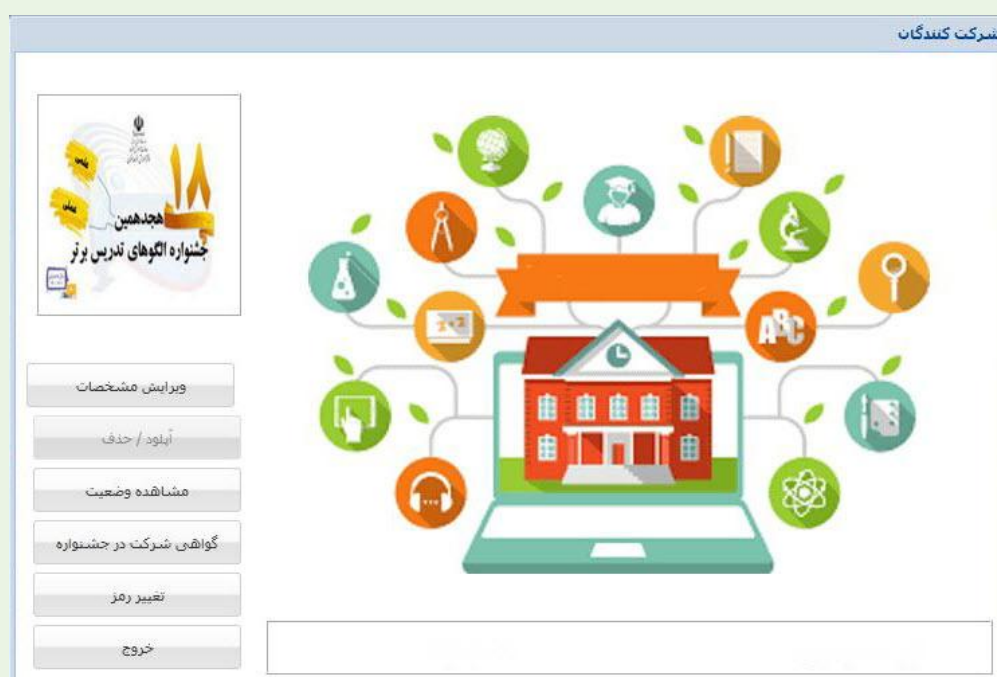 شرکت کنندگان
۱۸
هجدهمین
جشنواره الگوهای تدریس برتر
ویرایش مشخصات
آپلود / حذف
مشاهده وضعیت
گواهی شرکت در جشنواره
تغییر رمز
خروج
ABC